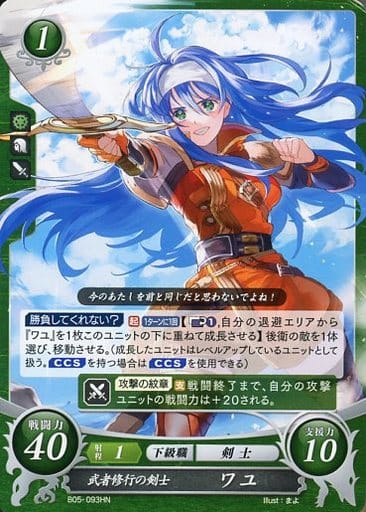 1
今のあたしを前と同じだと思わないでよね!
勝負してくれない? 起 1ターンに1回 【1,自分の退避エリアから
『ワユ』を1枚このユニットの下に重ねて成長させる】後衛の敵を1体
選び、移動させる。(成長したユニットはレベルアップしているユニットとして
扱う。CCSを持つ場合はCCSを使用できる)
攻撃の紋章 支 戦闘終了まで、自分の攻撃
ユニットの戦闘力は+20される。
戦闘力
40
射程 1
下級職
剣士
支援力
10
武者修行の剣士 ワユ
B05-093HN
Illust:まよ